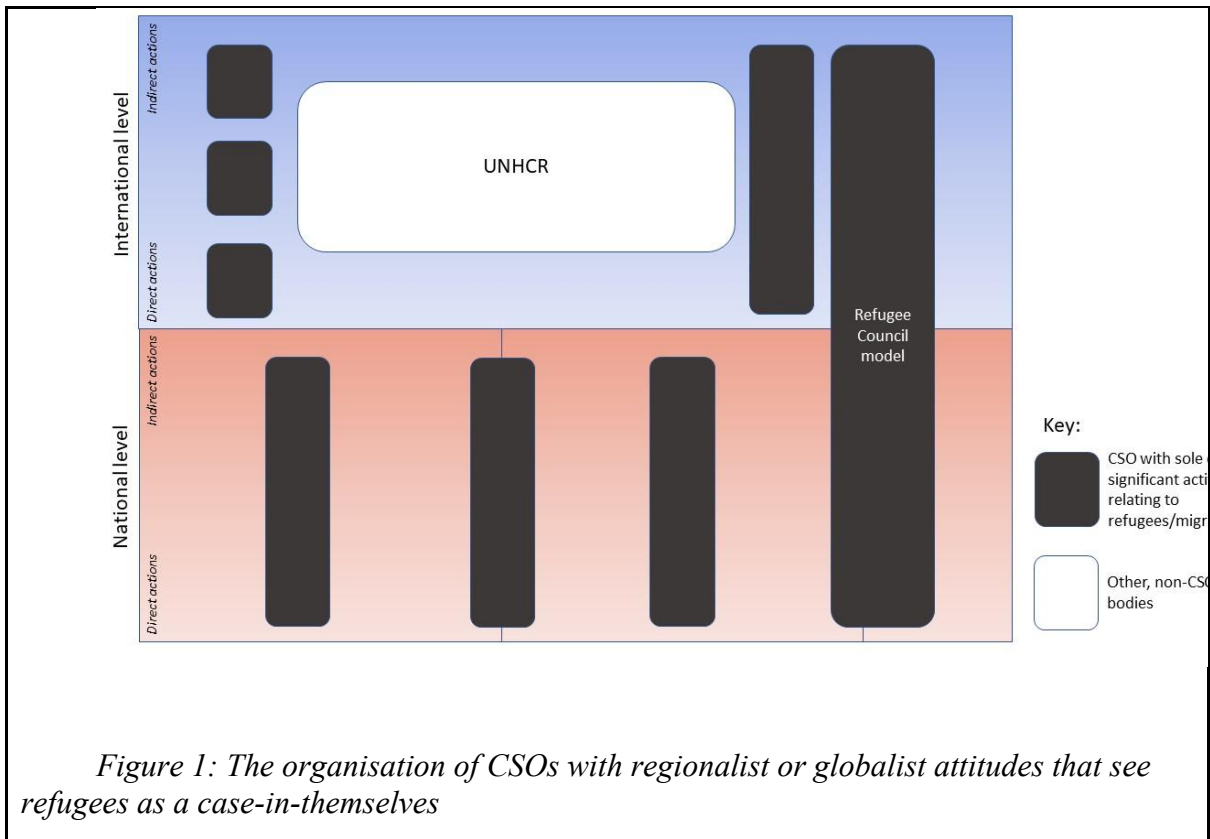 International level
Indirect actions
Direct actions
UNHCR
Refugee
Council
model
National level
Indirect actions
Direct actions
Key:
CSO with sole
significant acti
relating to
refugees/migr
Other, non-CSO
bodies
Figure 1: The organisation of CSOs with regionalist or globalist attitudes that see
refugees as a case-in-themselves